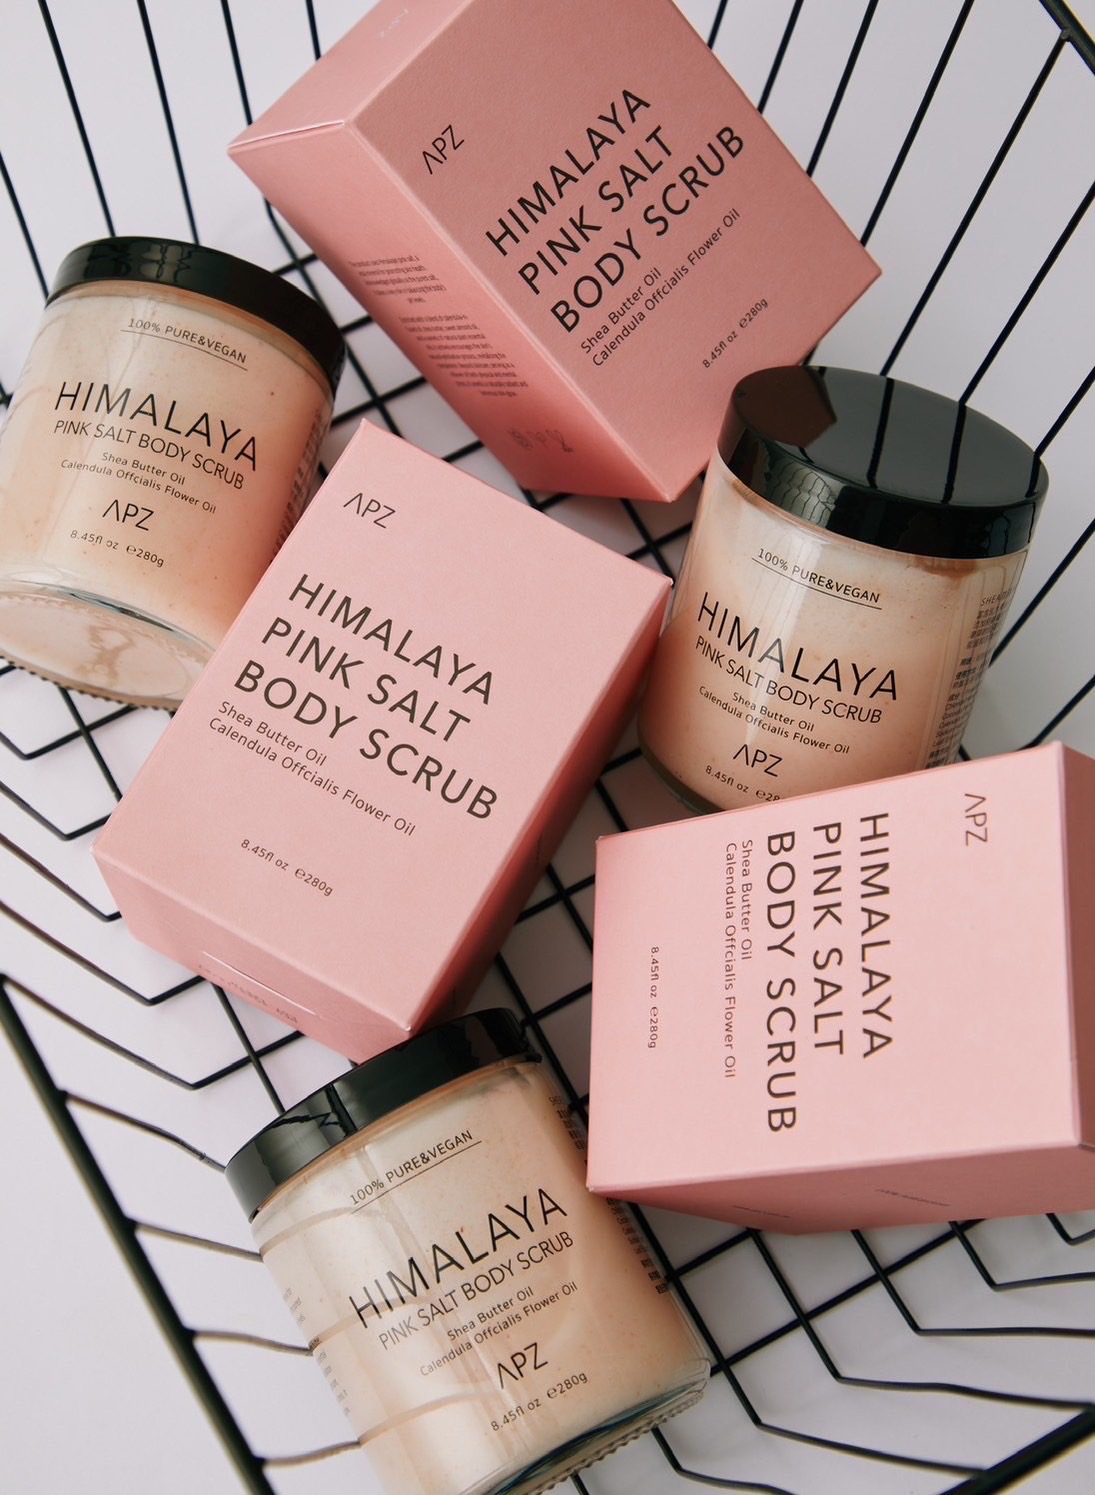 APZ
HIMALAYA
PINK SALT
BODY SCRUB
Shea Butter Oil
Calendula Offcialis Flower Oil
8.45fl oz ℮280g
100% PURE&VEGAN
HIMALAYA
PINK SALT BODY SCRUB
Shea Butter Oil
Calendula Offcialis Flower Oil
APZ
8.45fl oz ℮280g
APZ
HIMALAYA
PINK SALT
BODY SCRUB
Shea Butter Oil
Calendula Offcialis Flower Oil
8.45fl oz ℮280g
100% PURE&VEGAN
HIMALAYA
PINK SALT BODY SCRUB
Shea Butter Oil
Calendula Offcialis Flower Oil
APZ
8.45fl oz ℮28
APZ
HIMALAYA
PINK SALT
BODY SCRUB
Shea Butter Oil
Calendula Offcialis Flower Oil
8.45fl oz ℮280g
100% PURE&VEGAN
HIMALAYA
PINK SALT BODY SCRUB
Shea Butter Oil
Calendula Offcialis Flower Oil
APZ
8.45fl oz ℮280g